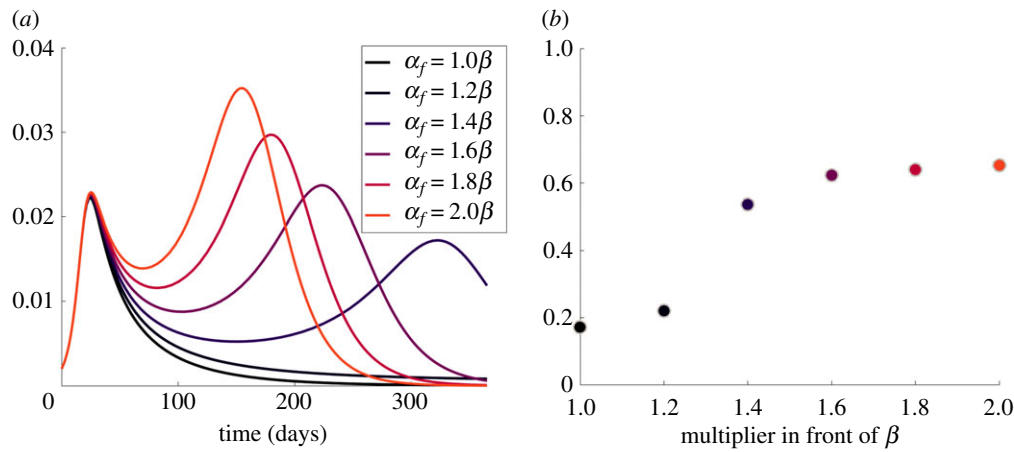 (a)
0.04
0.03
0.02
0.01
0
100
200
300
time (days)
α_f = 1.0β
α_f = 1.2β
α_f = 1.4β
α_f = 1.6β
α_f = 1.8β
α_f = 2.0β
(b)
1.0
0.8
0.6
0.4
0.2
0
1.0
1.2
1.4
1.6
1.8
2.0
multiplier in front of β